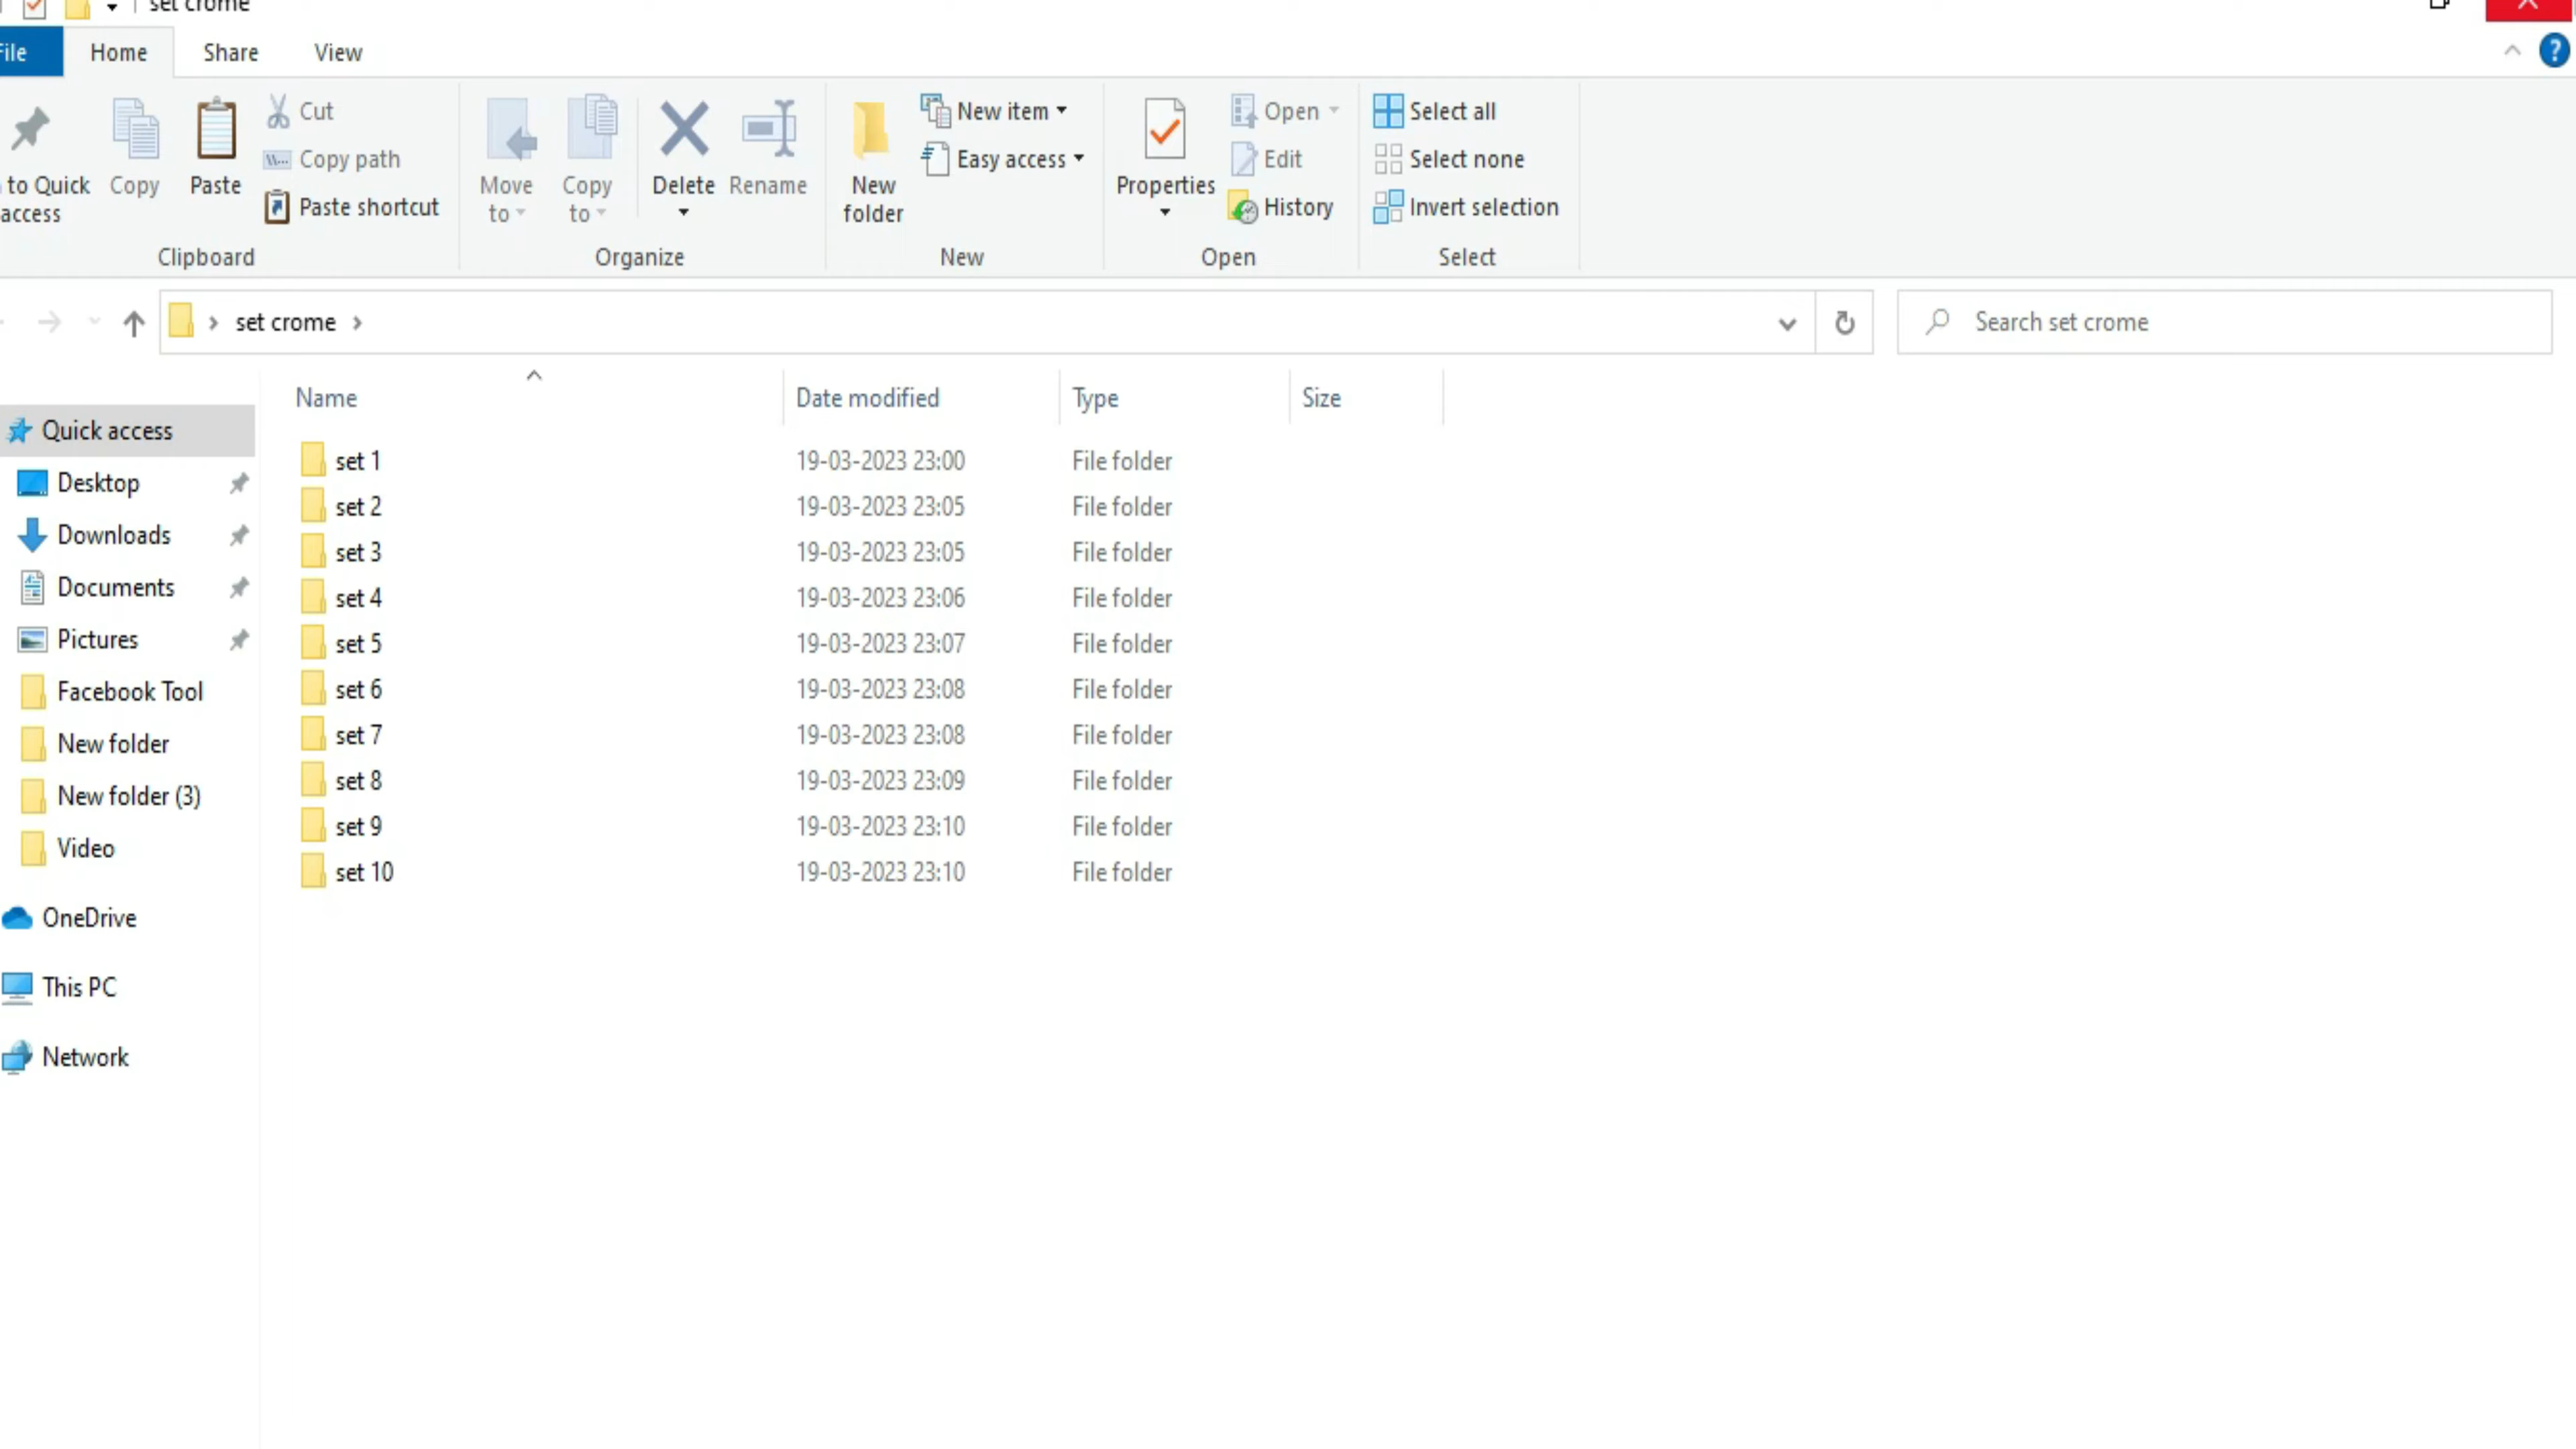 set crome
File
Home
Share
View
to Quick access
Copy
Paste
Cut
Copy path
Paste shortcut
Clipboard
Move to
Copy to
Delete
Rename
Organize
New folder
New item
Easy access
New
Properties
Open
Edit
History
Open
Select all
Select none
Invert selection
Select
set crome
Search set crome
Name Date modified Type Size
Quick access
Desktop
Downloads
Documents
Pictures
Facebook Tool
New folder
New folder (3)
Video
OneDrive
This PC
Network
set 1 19-03-2023 23:00 File folder
set 2 19-03-2023 23:05 File folder
set 3 19-03-2023 23:05 File folder
set 4 19-03-2023 23:06 File folder
set 5 19-03-2023 23:07 File folder
set 6 19-03-2023 23:08 File folder
set 7 19-03-2023 23:08 File folder
set 8 19-03-2023 23:09 File folder
set 9 19-03-2023 23:10 File folder
set 10 19-03-2023 23:10 File folder